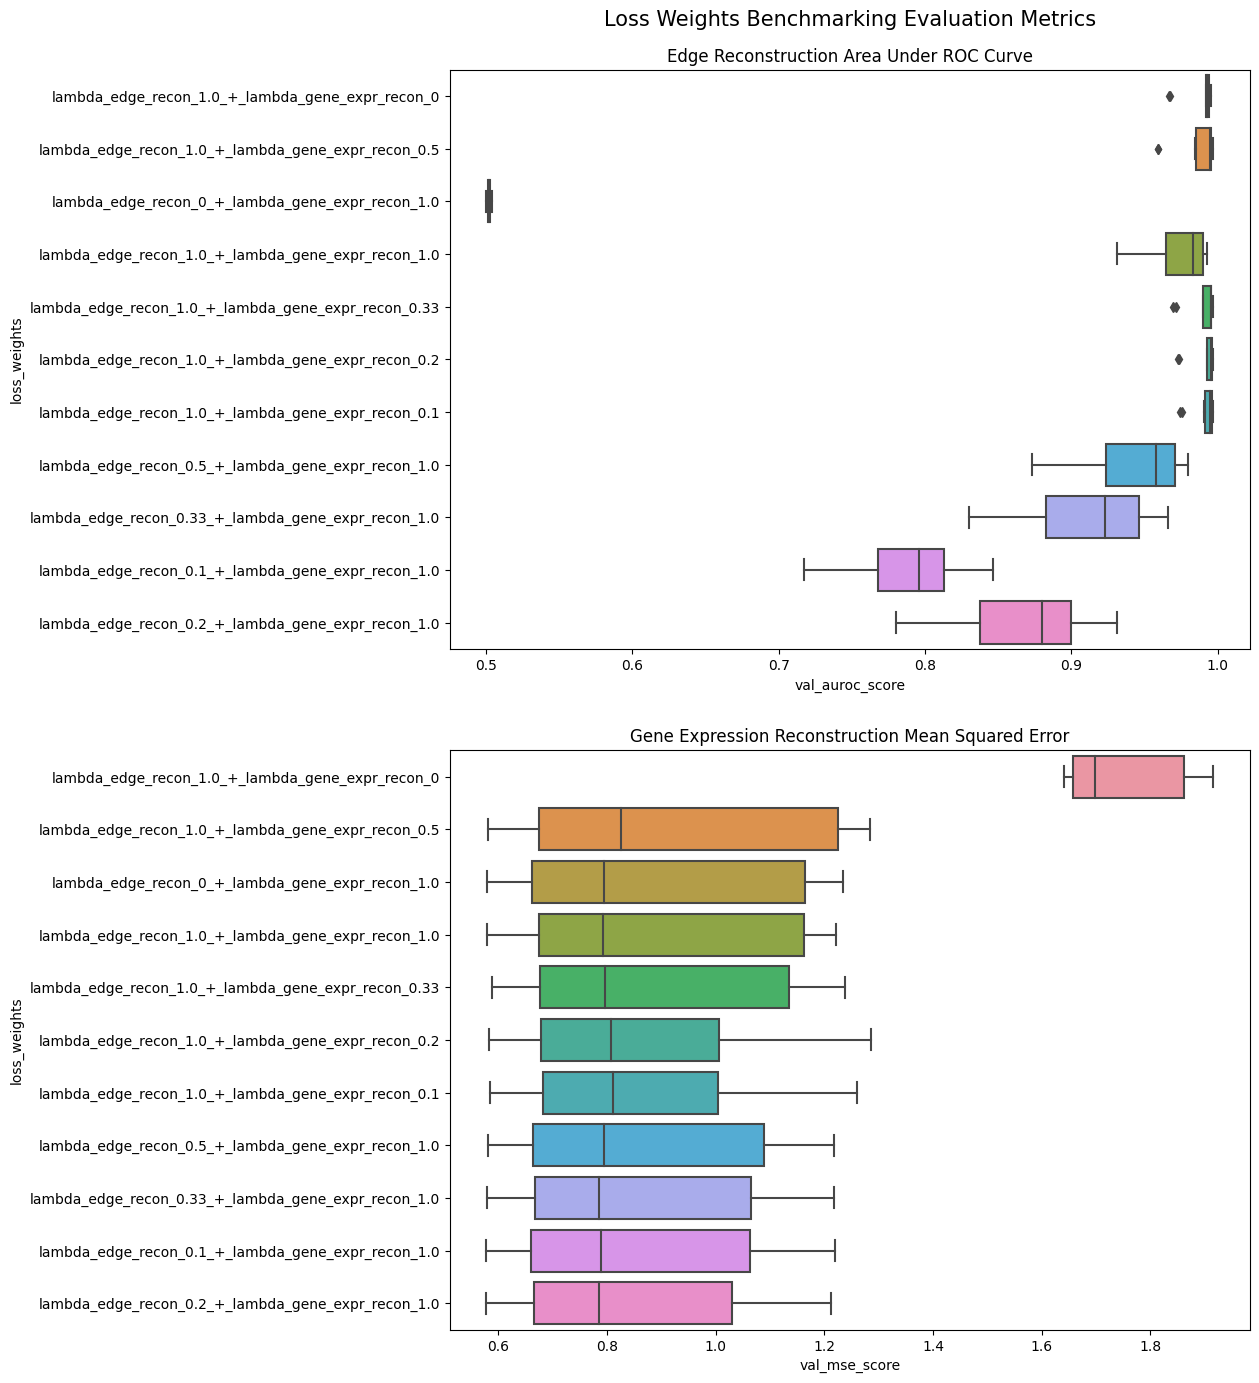 Loss Weights Benchmarking Evaluation Metrics
Edge Reconstruction Area Under ROC Curve
loss_weights
lambda_edge_recon_1.0_+_lambda_gene_expr_recon_0
lambda_edge_recon_1.0_+_lambda_gene_expr_recon_0.5
lambda_edge_recon_0_+_lambda_gene_expr_recon_1.0
lambda_edge_recon_1.0_+_lambda_gene_expr_recon_1.0
lambda_edge_recon_1.0_+_lambda_gene_expr_recon_0.33
lambda_edge_recon_1.0_+_lambda_gene_expr_recon_0.2
lambda_edge_recon_1.0_+_lambda_gene_expr_recon_0.1
lambda_edge_recon_0.5_+_lambda_gene_expr_recon_1.0
lambda_edge_recon_0.33_+_lambda_gene_expr_recon_1.0
lambda_edge_recon_0.1_+_lambda_gene_expr_recon_1.0
lambda_edge_recon_0.2_+_lambda_gene_expr_recon_1.0
0.5 0.6 0.7 0.8 0.9 1.0
val_auroc_score
Gene Expression Reconstruction Mean Squared Error
loss_weights
lambda_edge_recon_1.0_+_lambda_gene_expr_recon_0
lambda_edge_recon_1.0_+_lambda_gene_expr_recon_0.5
lambda_edge_recon_0_+_lambda_gene_expr_recon_1.0
lambda_edge_recon_1.0_+_lambda_gene_expr_recon_1.0
lambda_edge_recon_1.0_+_lambda_gene_expr_recon_0.33
lambda_edge_recon_1.0_+_lambda_gene_expr_recon_0.2
lambda_edge_recon_1.0_+_lambda_gene_expr_recon_0.1
lambda_edge_recon_0.5_+_lambda_gene_expr_recon_1.0
lambda_edge_recon_0.33_+_lambda_gene_expr_recon_1.0
lambda_edge_recon_0.1_+_lambda_gene_expr_recon_1.0
lambda_edge_recon_0.2_+_lambda_gene_expr_recon_1.0
0.6 0.8 1.0 1.2 1.4 1.6 1.8
val_mse_score